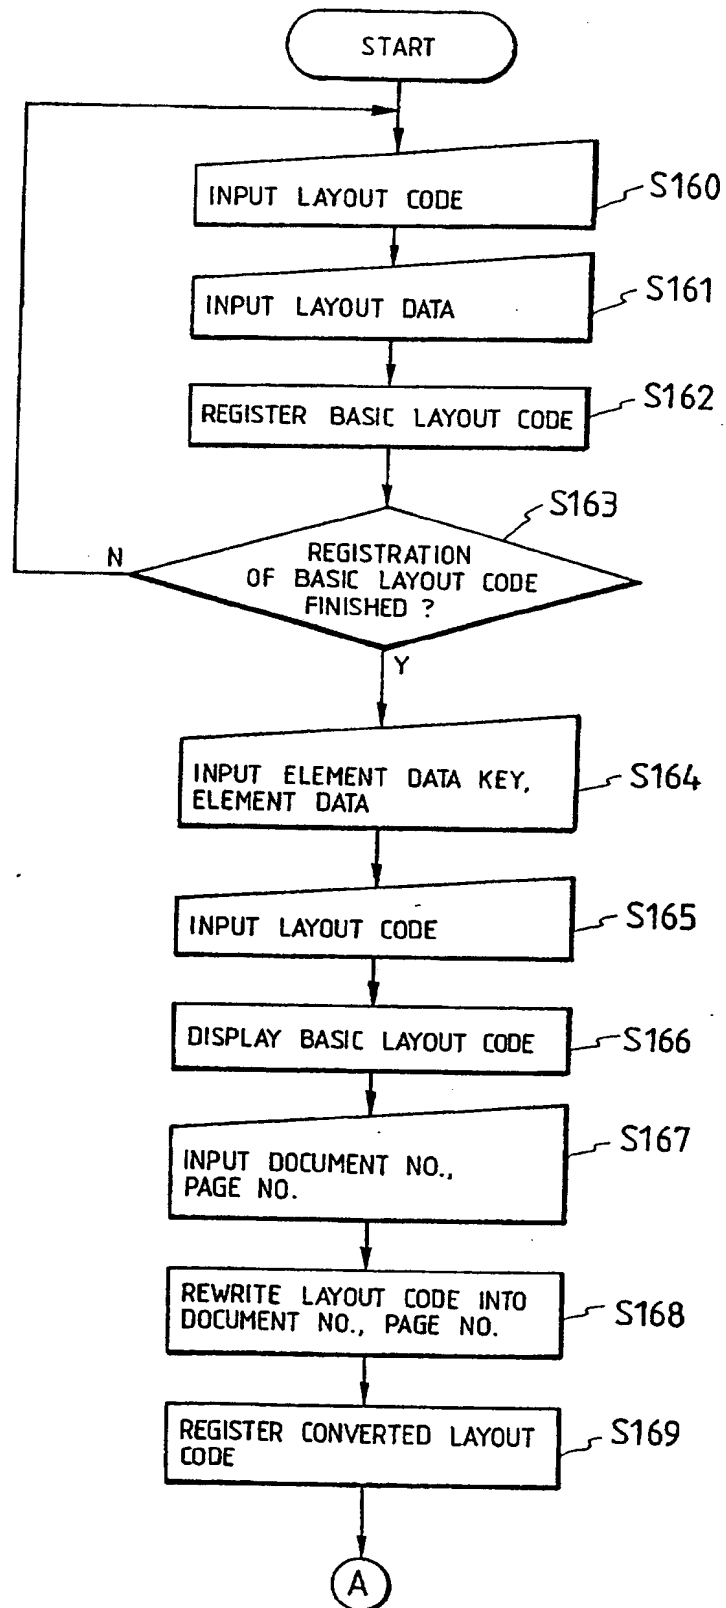 START
INPUT LAYOUT CODE
S160
INPUT LAYOUT DATA
S161
REGISTER BASIC LAYOUT CODE
S162
S163
N
REGISTRATION
OF BASIC LAYOUT CODE
FINISHED ?
Y
INPUT ELEMENT DATA KEY,
ELEMENT DATA
S164
INPUT LAYOUT CODE
S165
DISPLAY BASIC LAYOUT CODE
S166
INPUT DOCUMENT NO.,
PAGE NO.
S167
REWRITE LAYOUT CODE INTO
DOCUMENT NO., PAGE NO.
S168
REGISTER CONVERTED LAYOUT
CODE
S169
A